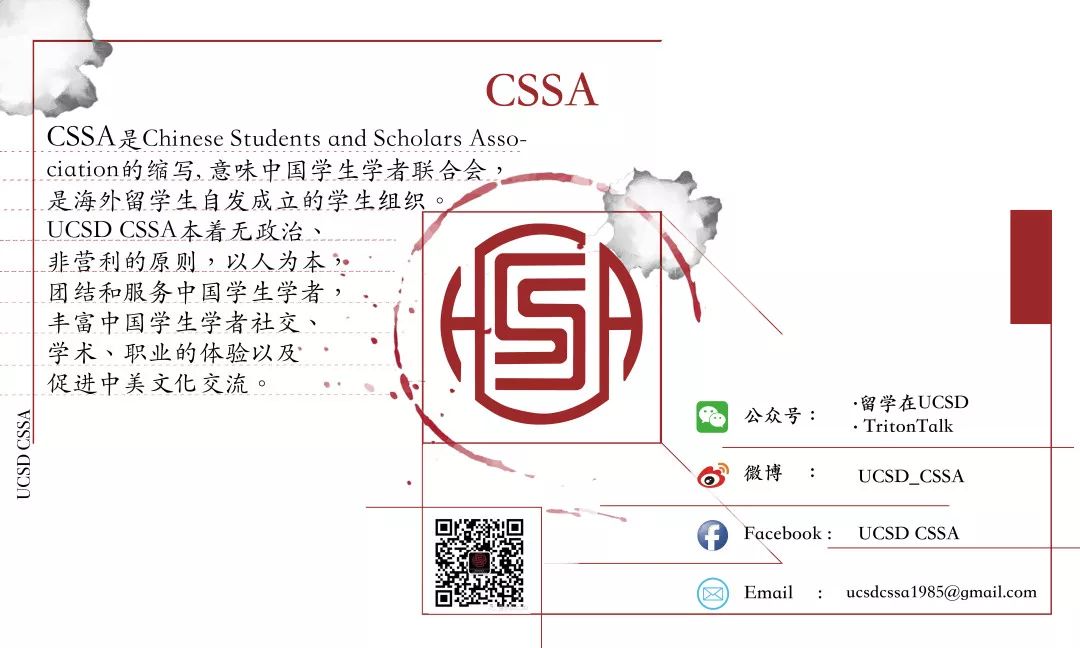 CSSA
CSSA是Chinese Students and Scholars Asso-
ciation的缩写, 意味中国学生学者联合会，
是海外留学生自发成立的学生组织。
UCSD CSSA本着无政治、
非营利的原则，以人为本，
团结和服务中国学生学者，
丰富中国学生学者社交、
学术、职业的体验以及
促进中美文化交流。
UCSD CSSA
公众号： ·留学在UCSD
· TritonTalk
微博 ： UCSD_CSSA
Facebook : UCSD CSSA
Email : ucsdcssa1985@gmail.com